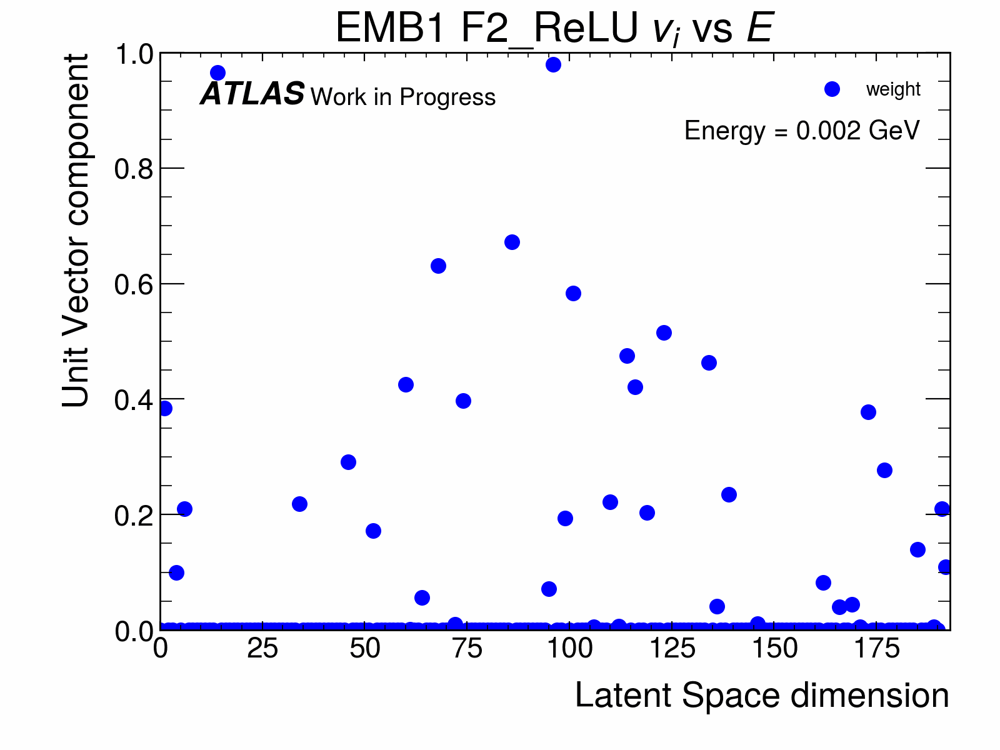 EMB1 F2_ReLU v_i vs E
Unit Vector component
1.0
0.8
0.6
0.4
0.2
0.0
ATLAS Work in Progress
weight
Energy = 0.002 GeV
0 25 50 75 100 125 150 175
Latent Space dimension